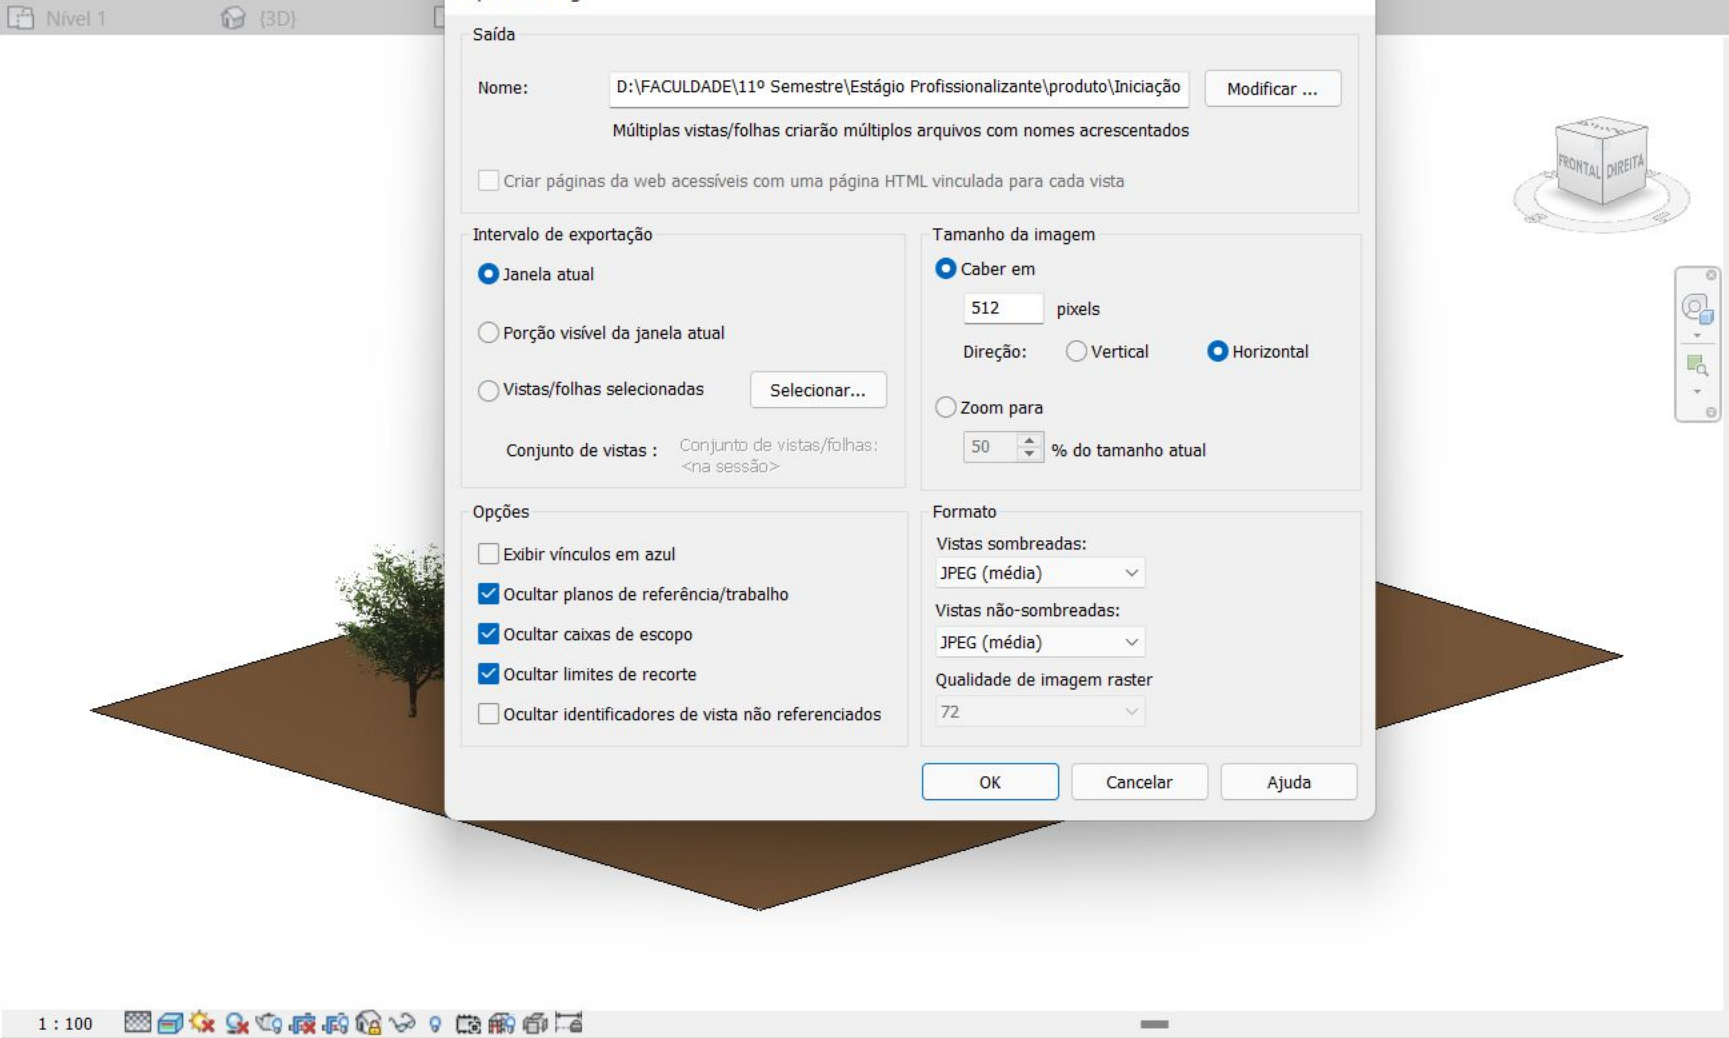 Nível 1
{3D}
Saída
Nome:
D:\FACULDADE\11º Semestre\Estágio Profissionalizante\produto\Iniciação
Modificar ...
Múltiplas vistas/folhas criarão múltiplos arquivos com nomes acrescentados
Criar páginas da web acessíveis com uma página HTML vinculada para cada vista
Intervalo de exportação
Janela atual
Porção visível da janela atual
Vistas/folhas selecionadas
Selecionar...
Conjunto de vistas :
Conjunto de vistas/folhas:
<na sessão>
Tamanho da imagem
Caber em
512
pixels
Direção:
Vertical
Horizontal
Zoom para
50
% do tamanho atual
Opções
Exibir vínculos em azul
Ocultar planos de referência/trabalho
Ocultar caixas de escopo
Ocultar limites de recorte
Ocultar identificadores de vista não referenciados
Formato
Vistas sombreadas:
JPEG (média)
Vistas não-sombreadas:
JPEG (média)
Qualidade de imagem raster
72
OK
Cancelar
Ajuda
FRONTAL
DIREITA
1 : 100